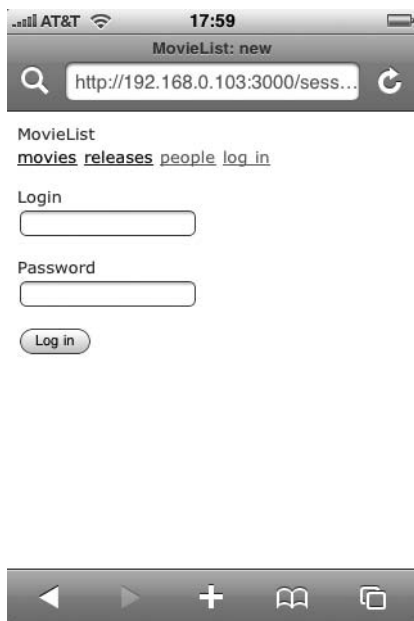 AT&T 17:59
MovieList: new
http://192.168.0.103:3000/sess...
MovieList
movies releases people log in
Login
Password
Log in